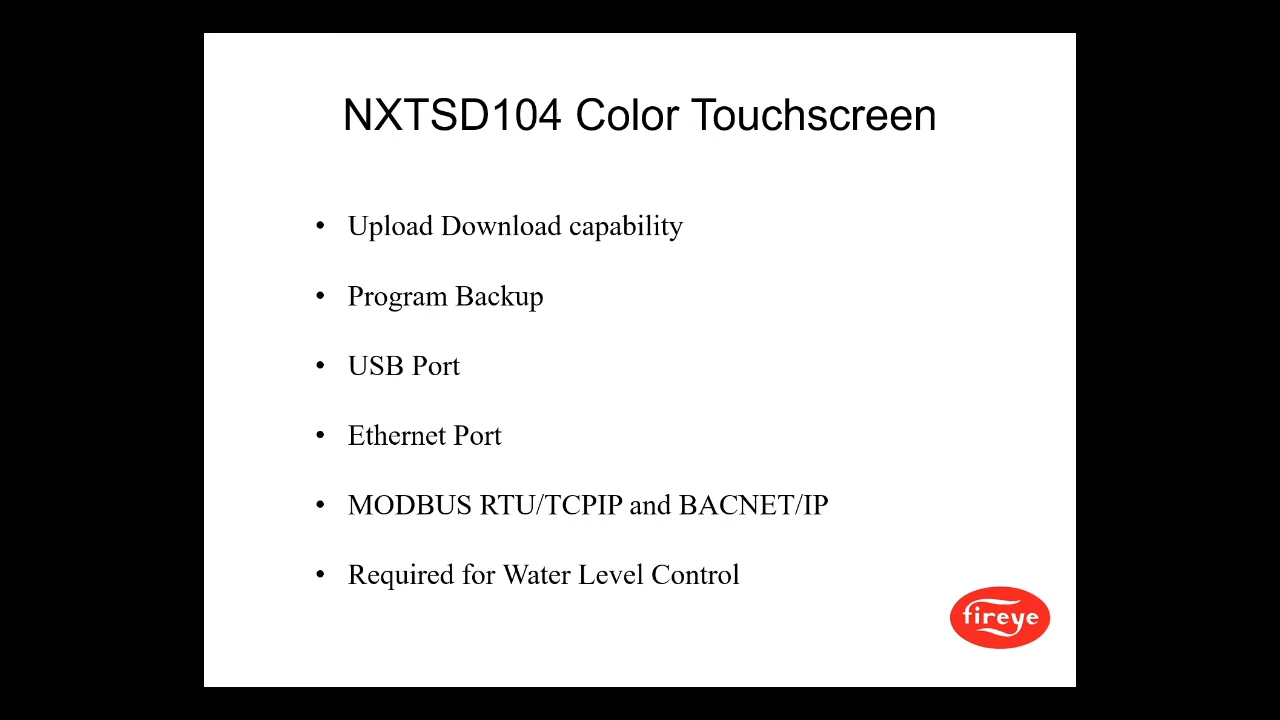 NXTSD104 Color Touchscreen
• Upload Download capability
• Program Backup
• USB Port
• Ethernet Port
• MODBUS RTU/TCPIP and BACNET/IP
• Required for Water Level Control
fireye